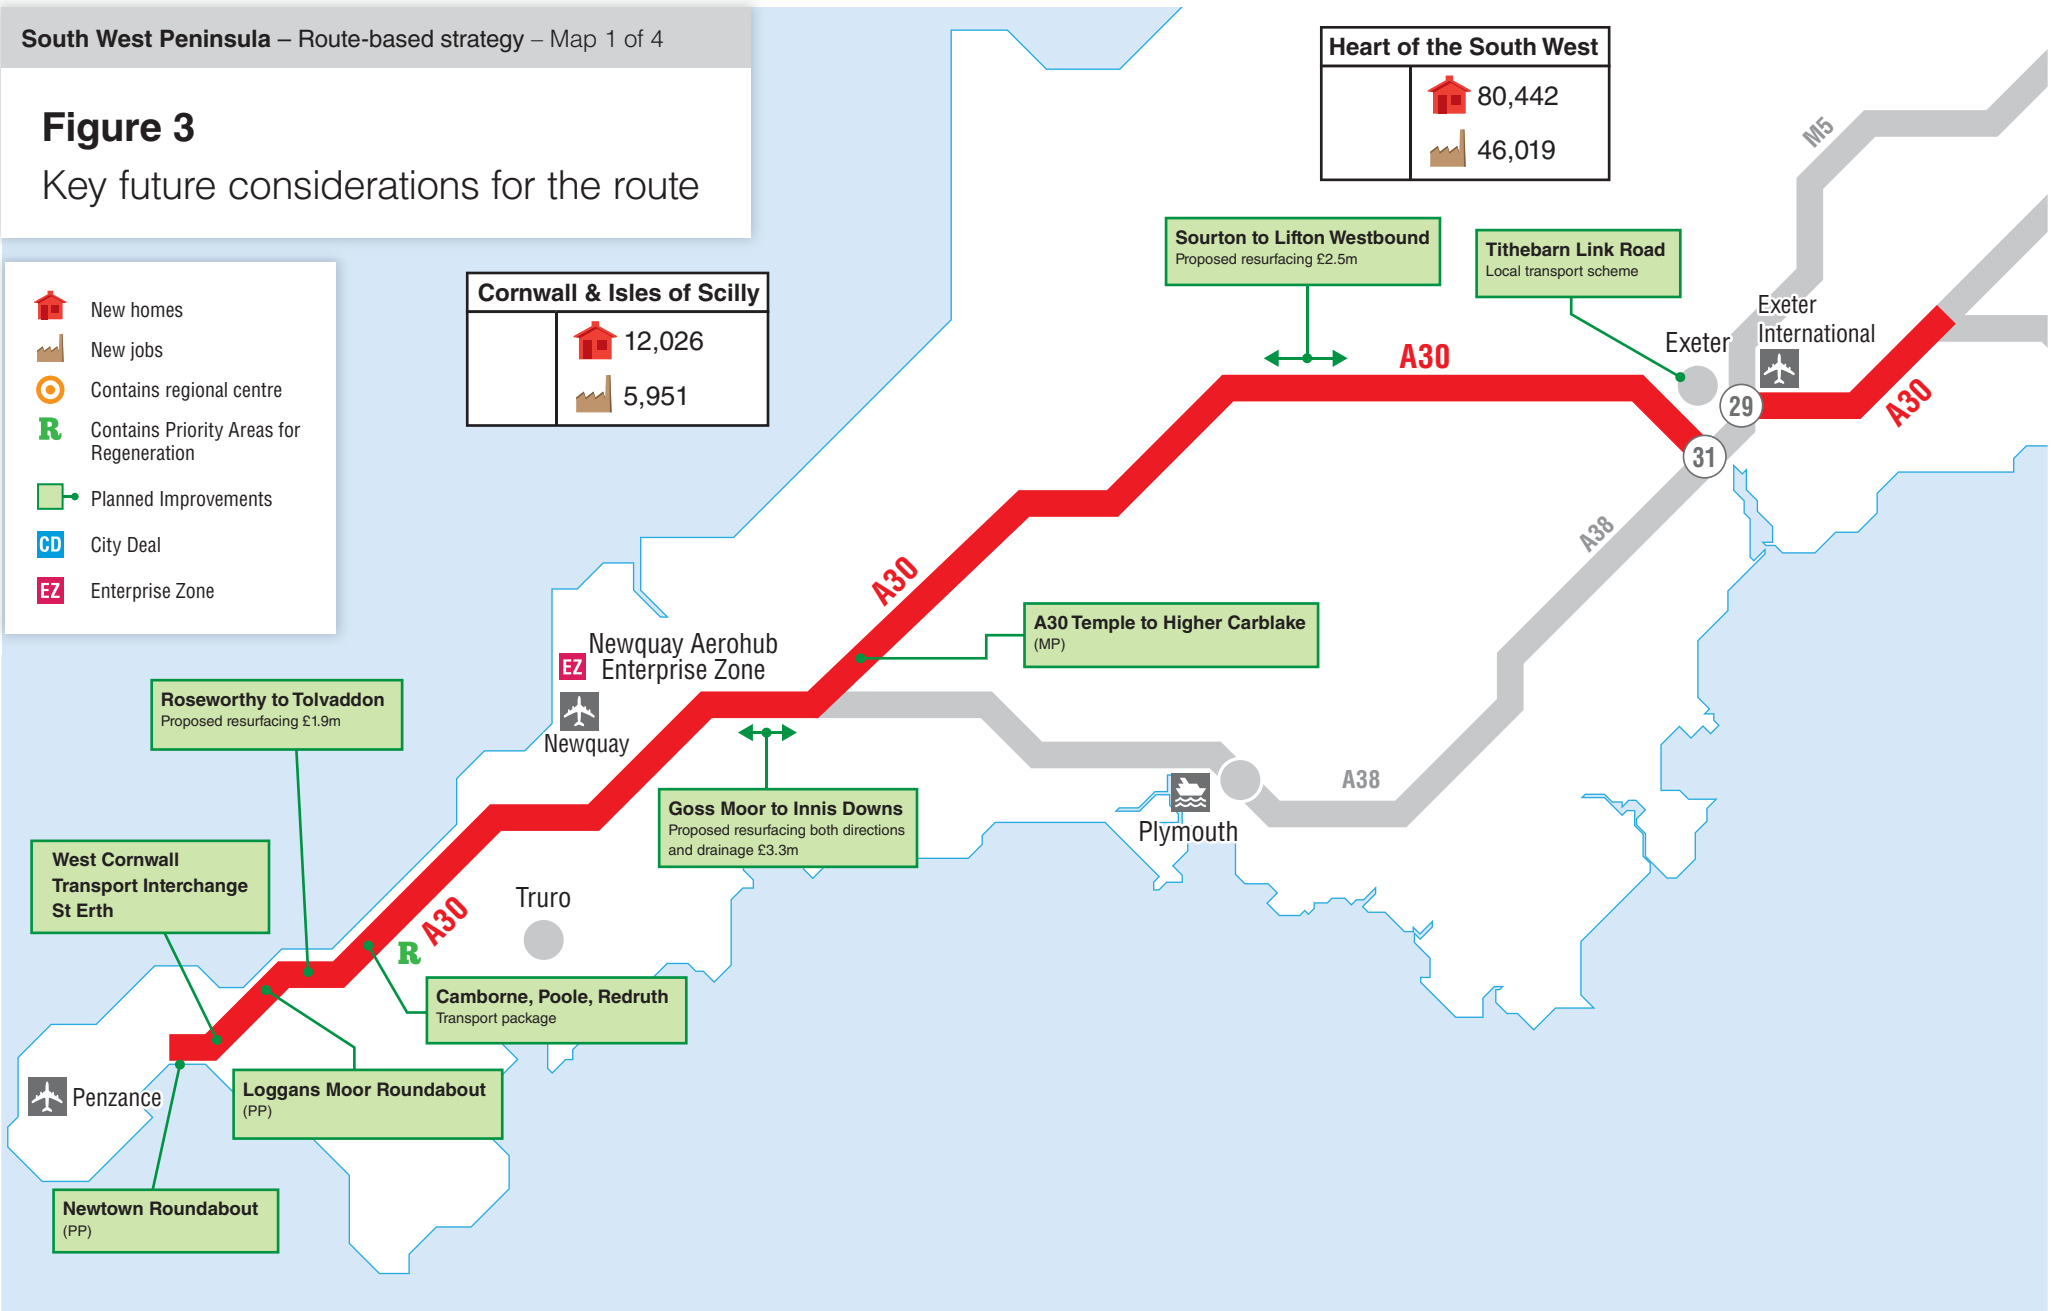 South West Peninsula – Route-based strategy – Map 1 of 4
Figure 3
Key future considerations for the route
New homes
New jobs
Contains regional centre
R
Contains Priority Areas for
Regeneration
Planned Improvements
CD
City Deal
EZ
Enterprise Zone
Cornwall & Isles of Scilly
12,026
5,951
Heart of the South West
80,442
46,019
M5
Sourton to Lifton Westbound
Proposed resurfacing £2.5m
Tithebarn Link Road
Local transport scheme
Exeter
International
Exeter
A30
29
A30
31
A38
A30
A30 Temple to Higher Carblake
(MP)
EZ
Newquay Aerohub
Enterprise Zone
Newquay
Roseworthy to Tolvaddon
Proposed resurfacing £1.9m
Goss Moor to Innis Downs
Proposed resurfacing both directions
and drainage £3.3m
A38
Plymouth
West Cornwall
Transport Interchange
St Erth
Truro
A30
R
Camborne, Poole, Redruth
Transport package
Loggans Moor Roundabout
(PP)
Penzance
Newtown Roundabout
(PP)